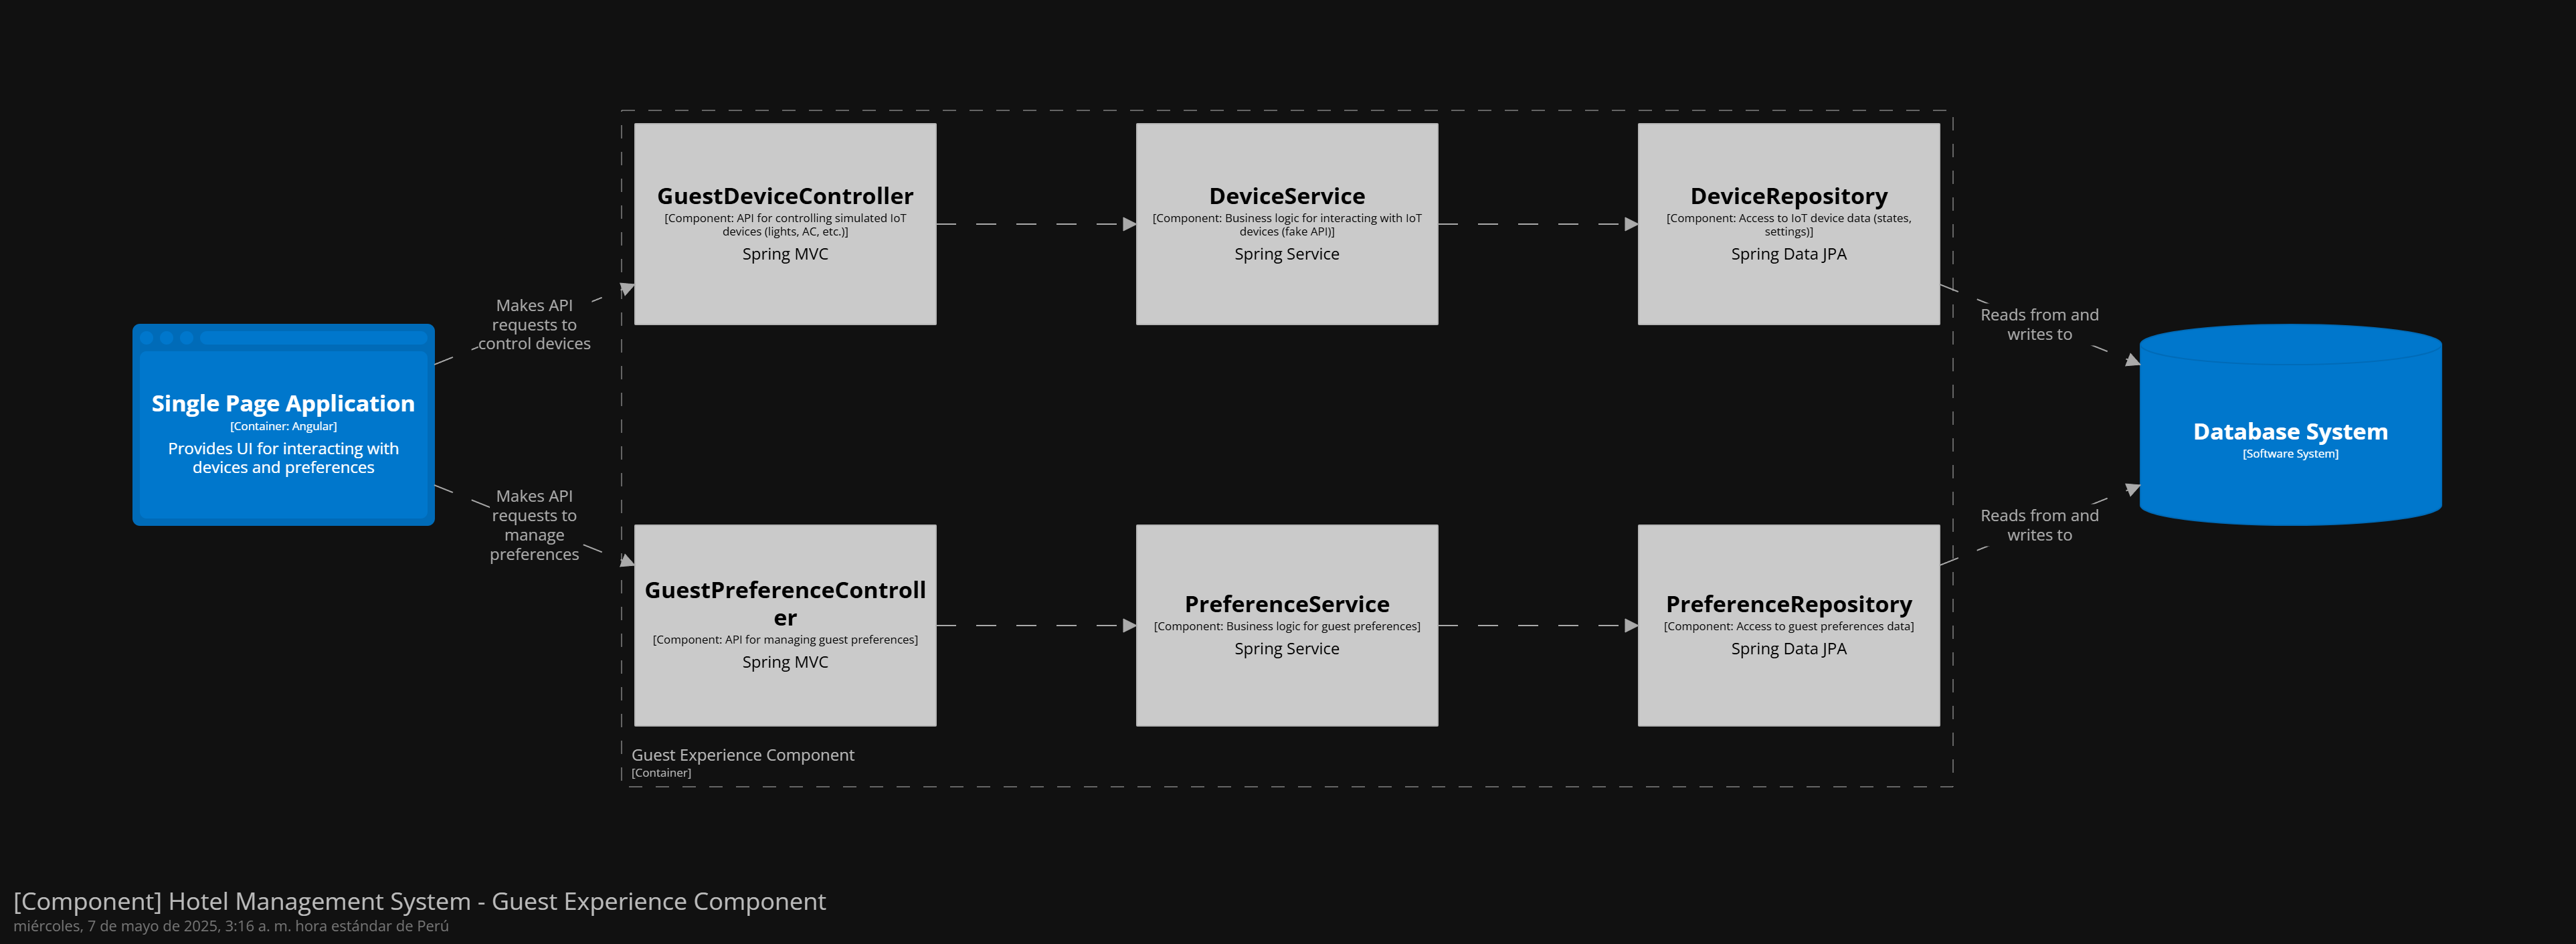 GuestDeviceController
[Component: API for controlling simulated IoT
devices (lights, AC, etc.)]
Spring MVC
DeviceService
[Component: Business logic for interacting with IoT
devices (fake API)]
Spring Service
DeviceRepository
[Component: Access to IoT device data (states,
settings)]
Spring Data JPA
Makes API
requests to
control devices
Reads from and
writes to
Single Page Application
[Container: Angular]
Provides UI for interacting with
devices and preferences
Database System
[Software System]
Makes API
requests to
manage
preferences
Reads from and
writes to
GuestPreferenceControll
er
[Component: API for managing guest preferences]
Spring MVC
PreferenceService
[Component: Business logic for guest preferences]
Spring Service
PreferenceRepository
[Component: Access to guest preferences data]
Spring Data JPA
Guest Experience Component
[Container]
[Component] Hotel Management System - Guest Experience Component
miércoles, 7 de mayo de 2025, 3:16 a. m. hora estándar de Perú